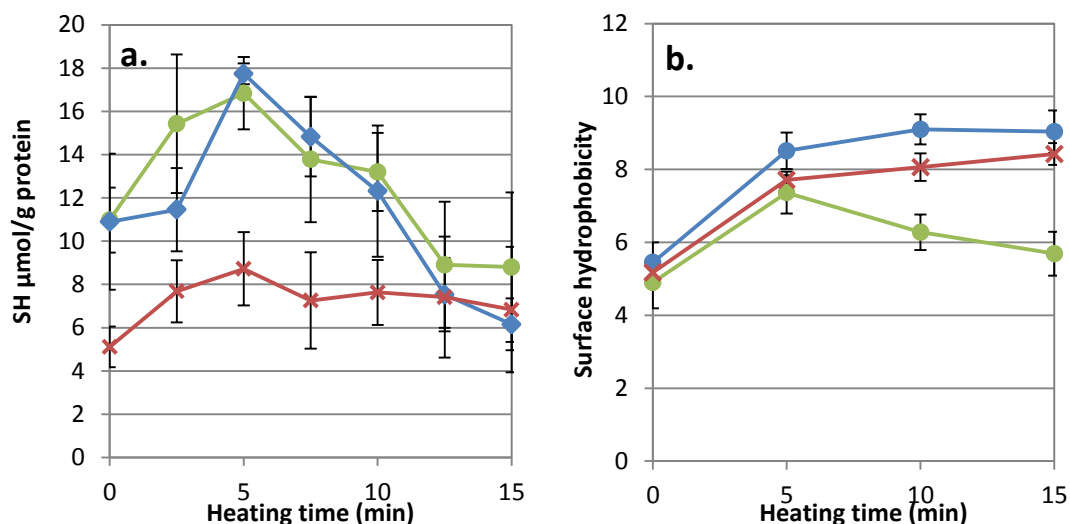 a.
SH µmol/g protein
20
18
16
14
12
10
8
6
4
2
0
0 5 10 15
Heating time (min)
b.
Surface hydrophobicity
12
10
8
6
4
2
0
0 5 10 15
Heating time (min)